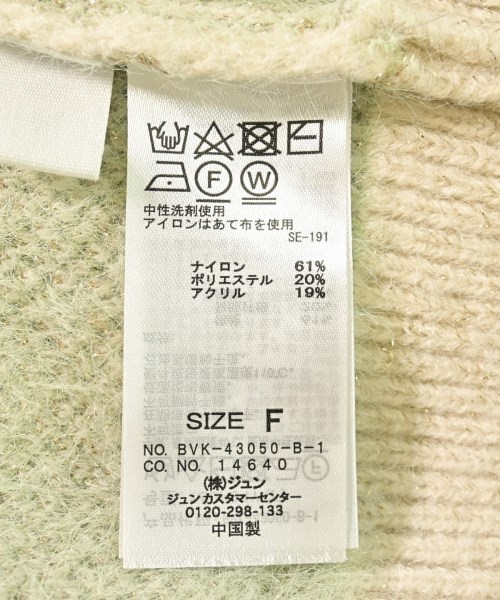 F W
中性洗剤使用
アイロンはあて布を使用
SE-191
ナイロン 61%
ポリエステル 20%
アクリル 19%
SIZE F
NO. BVK-43050-B-1
CO. NO. 14640
(株)ジュン
ジュンカスタマーセンター
0120-298-133
中国製